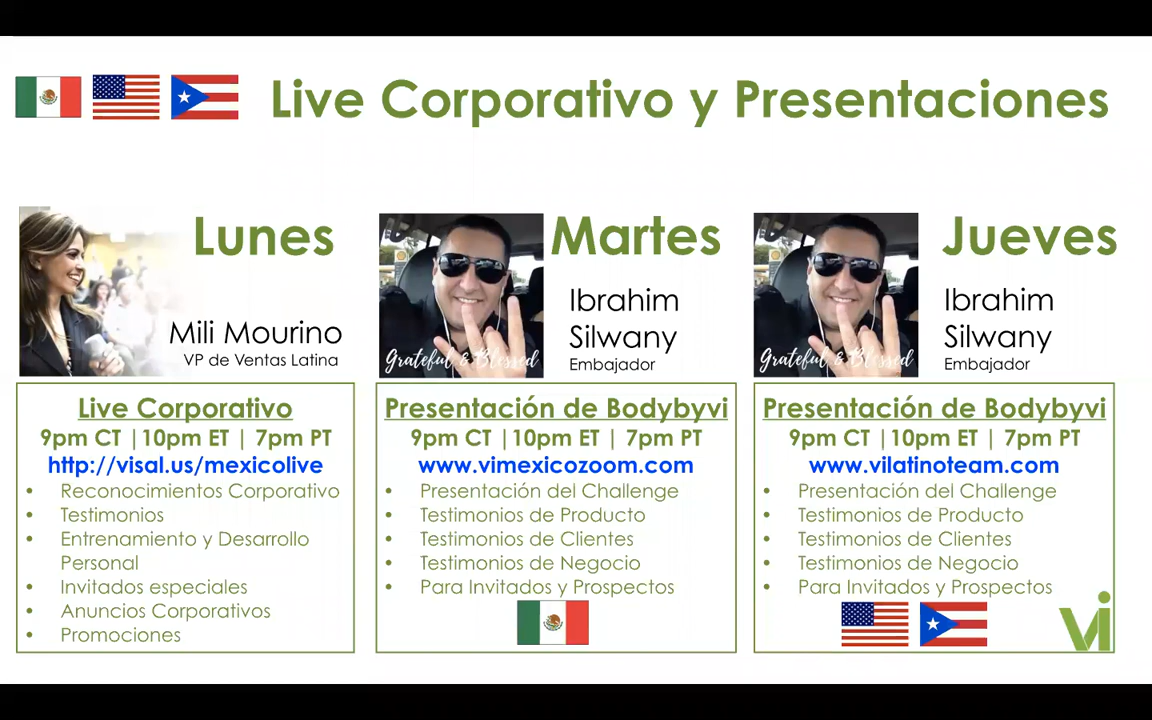 Live Corporativo y Presentaciones
Lunes
Mili Mourino
VP de Ventas Latina
Live Corporativo
9pm CT |10pm ET | 7pm PT
http://visal.us/mexicolive
• Reconocimientos Corporativo
• Testimonios
• Entrenamiento y Desarrollo
Personal
• Invitados especiales
• Anuncios Corporativos
• Promociones
Martes
Ibrahim
Silwany
Embajador
Grateful & Blessed
Presentación de Bodybyvi
9pm CT |10pm ET | 7pm PT
www.vimexicozoom.com
• Presentación del Challenge
• Testimonios de Producto
• Testimonios de Clientes
• Testimonios de Negocio
• Para Invitados y Prospectos
Jueves
Ibrahim
Silwany
Embajador
Grateful & Blessed
Presentación de Bodybyvi
9pm CT |10pm ET | 7pm PT
www.vilatinoteam.com
• Presentación del Challenge
• Testimonios de Producto
• Testimonios de Clientes
• Testimonios de Negocio
• Para Invitados y Prospectos
vi